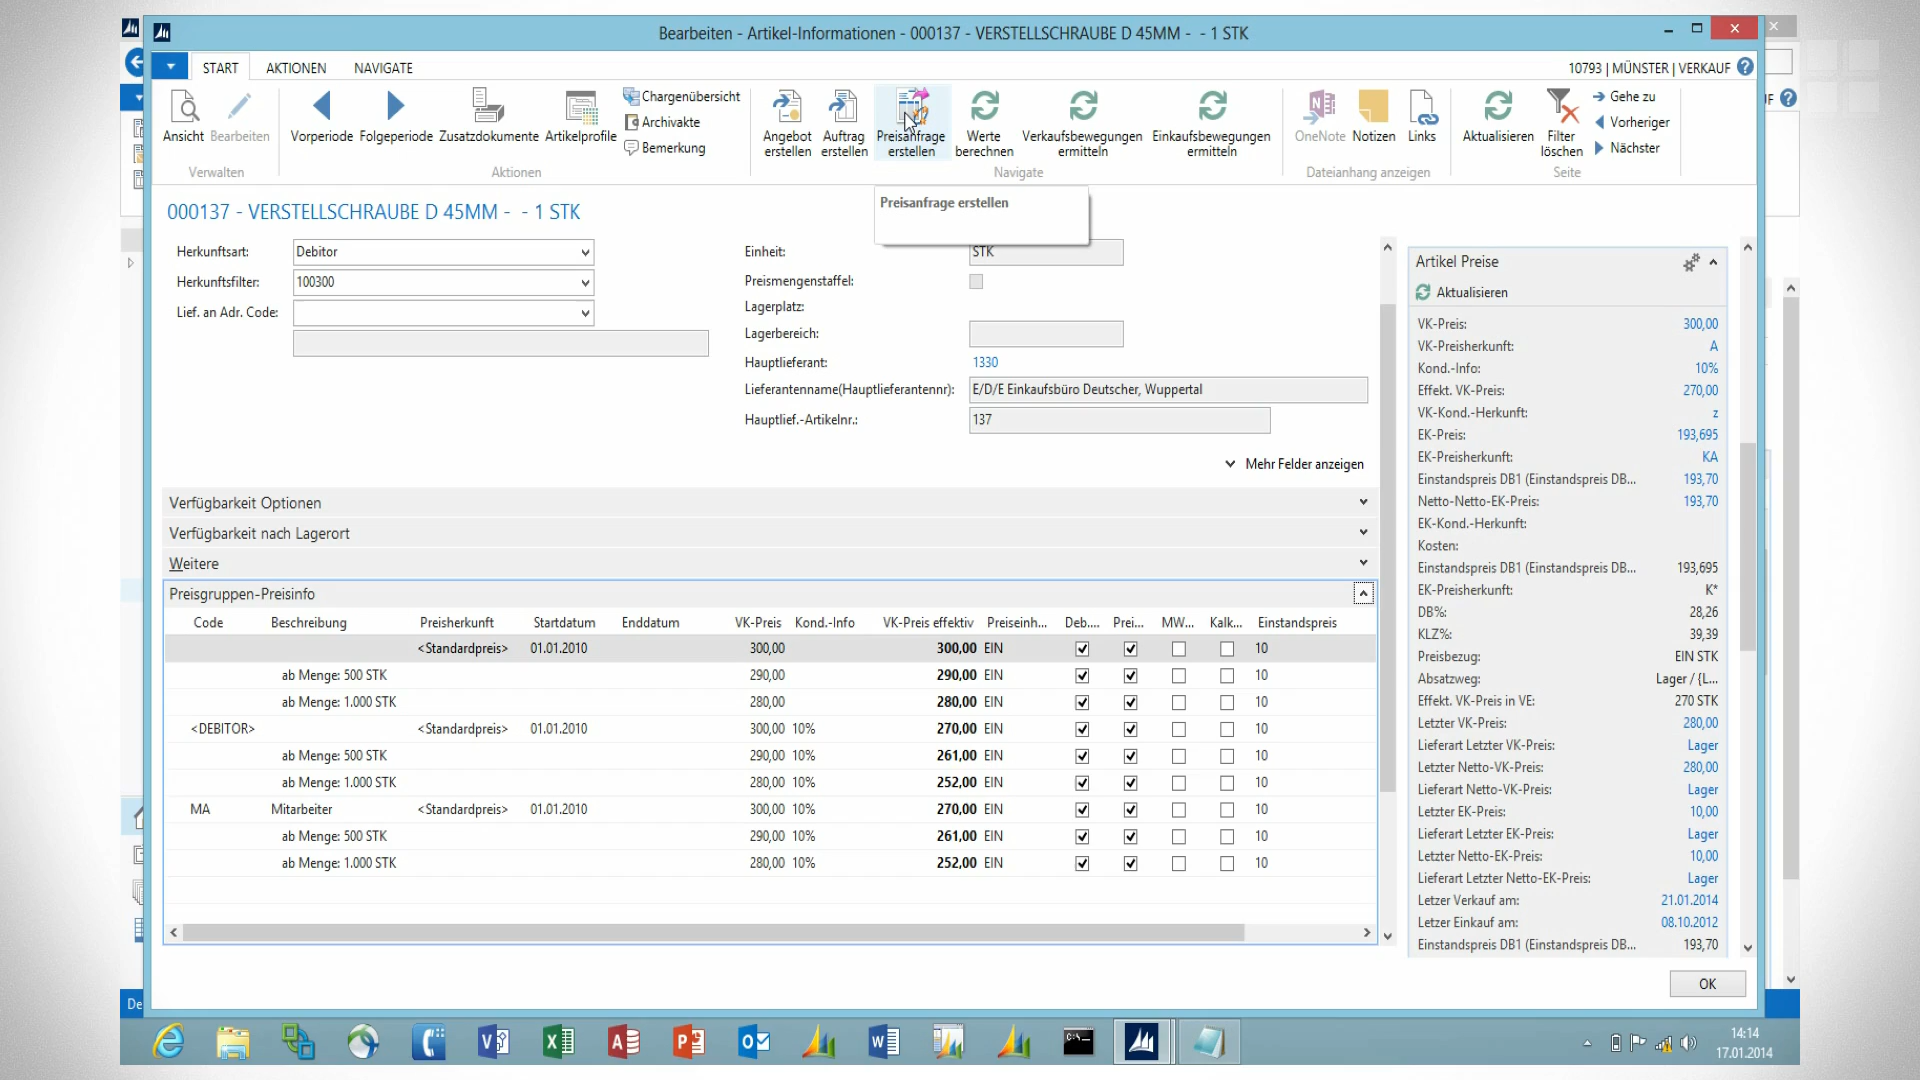 Bearbeiten - Artikel-Informationen - 000137 - VERSTELLSCHRAUBE D 45MM - - 1 STK
START AKTIONEN NAVIGATE
10793 | MÜNSTER | VERKAUF
Ansicht Bearbeiten
Verwalten
Vorperiode Folgeperiode Zusatzdokumente Artikelprofile
Chargenübersicht
Archivakte
Bemerkung
Aktionen
Angebot erstellen
Auftrag erstellen
Preisanfrage erstellen
Werte berechnen
Verkaufsbewegungen ermitteln
Einkaufsbewegungen ermitteln
Navigate
OneNote Notizen Links
Dateianhang anzeigen
Aktualisieren
Filter löschen
Gehe zu
Vorheriger
Nächster
Seite
Preisanfrage erstellen
000137 - VERSTELLSCHRAUBE D 45MM - - 1 STK
Herkunftsart: Debitor
Herkunftsfilter: 100300
Lief. an Adr. Code:
Einheit: STK
Preismengenstaffel:
Lagerplatz:
Lagerbereich:
Hauptlieferant: 1330
Lieferantenname(Hauptlieferantennr): E/D/E Einkaufsbüro Deutscher, Wuppertal
Hauptlief.-Artikelnr.: 137
Mehr Felder anzeigen
Verfügbarkeit Optionen
Verfügbarkeit nach Lagerort
Weitere
Preisgruppen-Preisinfo
Code Beschreibung Preisherkunft Startdatum Enddatum VK-Preis Kond.-Info VK-Preis effektiv Preiseinh... Deb.... Prei... MW... Kalk... Einstandspreis
<Standardpreis> 01.01.2010 300,00 300,00 EIN 10
ab Menge: 500 STK 290,00 290,00 EIN 10
ab Menge: 1.000 STK 280,00 280,00 EIN 10
<DEBITOR> <Standardpreis> 01.01.2010 300,00 10% 270,00 EIN 10
ab Menge: 500 STK 290,00 10% 261,00 EIN 10
ab Menge: 1.000 STK 280,00 10% 252,00 EIN 10
MA Mitarbeiter <Standardpreis> 01.01.2010 300,00 10% 270,00 EIN 10
ab Menge: 500 STK 290,00 10% 261,00 EIN 10
ab Menge: 1.000 STK 280,00 10% 252,00 EIN 10
Artikel Preise
Aktualisieren
VK-Preis: 300,00
VK-Preisherkunft: A
Kond.-Info: 10%
Effekt. VK-Preis: 270,00
VK-Kond.-Herkunft: z
EK-Preis: 193,695
EK-Preisherkunft: KA
Einstandspreis DB1 (Einstandspreis DB... 193,70
Netto-Netto-EK-Preis: 193,70
EK-Kond.-Herkunft:
Kosten:
Einstandspreis DB1 (Einstandspreis DB... 193,695
EK-Preisherkunft: K*
DB%: 28,26
KLZ%: 39,39
Preisbezug: EIN STK
Absatzweg: Lager / {L...
Effekt. VK-Preis in VE: 270 STK
Letzter VK-Preis: 280,00
Lieferart Letzter VK-Preis: Lager
Letzter Netto-VK-Preis: 280,00
Lieferart Netto-VK-Preis: Lager
Letzter EK-Preis: 10,00
Lieferart Letzter EK-Preis: Lager
Letzter Netto-EK-Preis: 10,00
Lieferart Letzter Netto-EK-Preis: Lager
Letzer Verkauf am: 21.01.2014
Letzer Einkauf am: 08.10.2012
Einstandspreis DB1 (Einstandspreis DB... 193,70
OK
De
14:14
17.01.2014